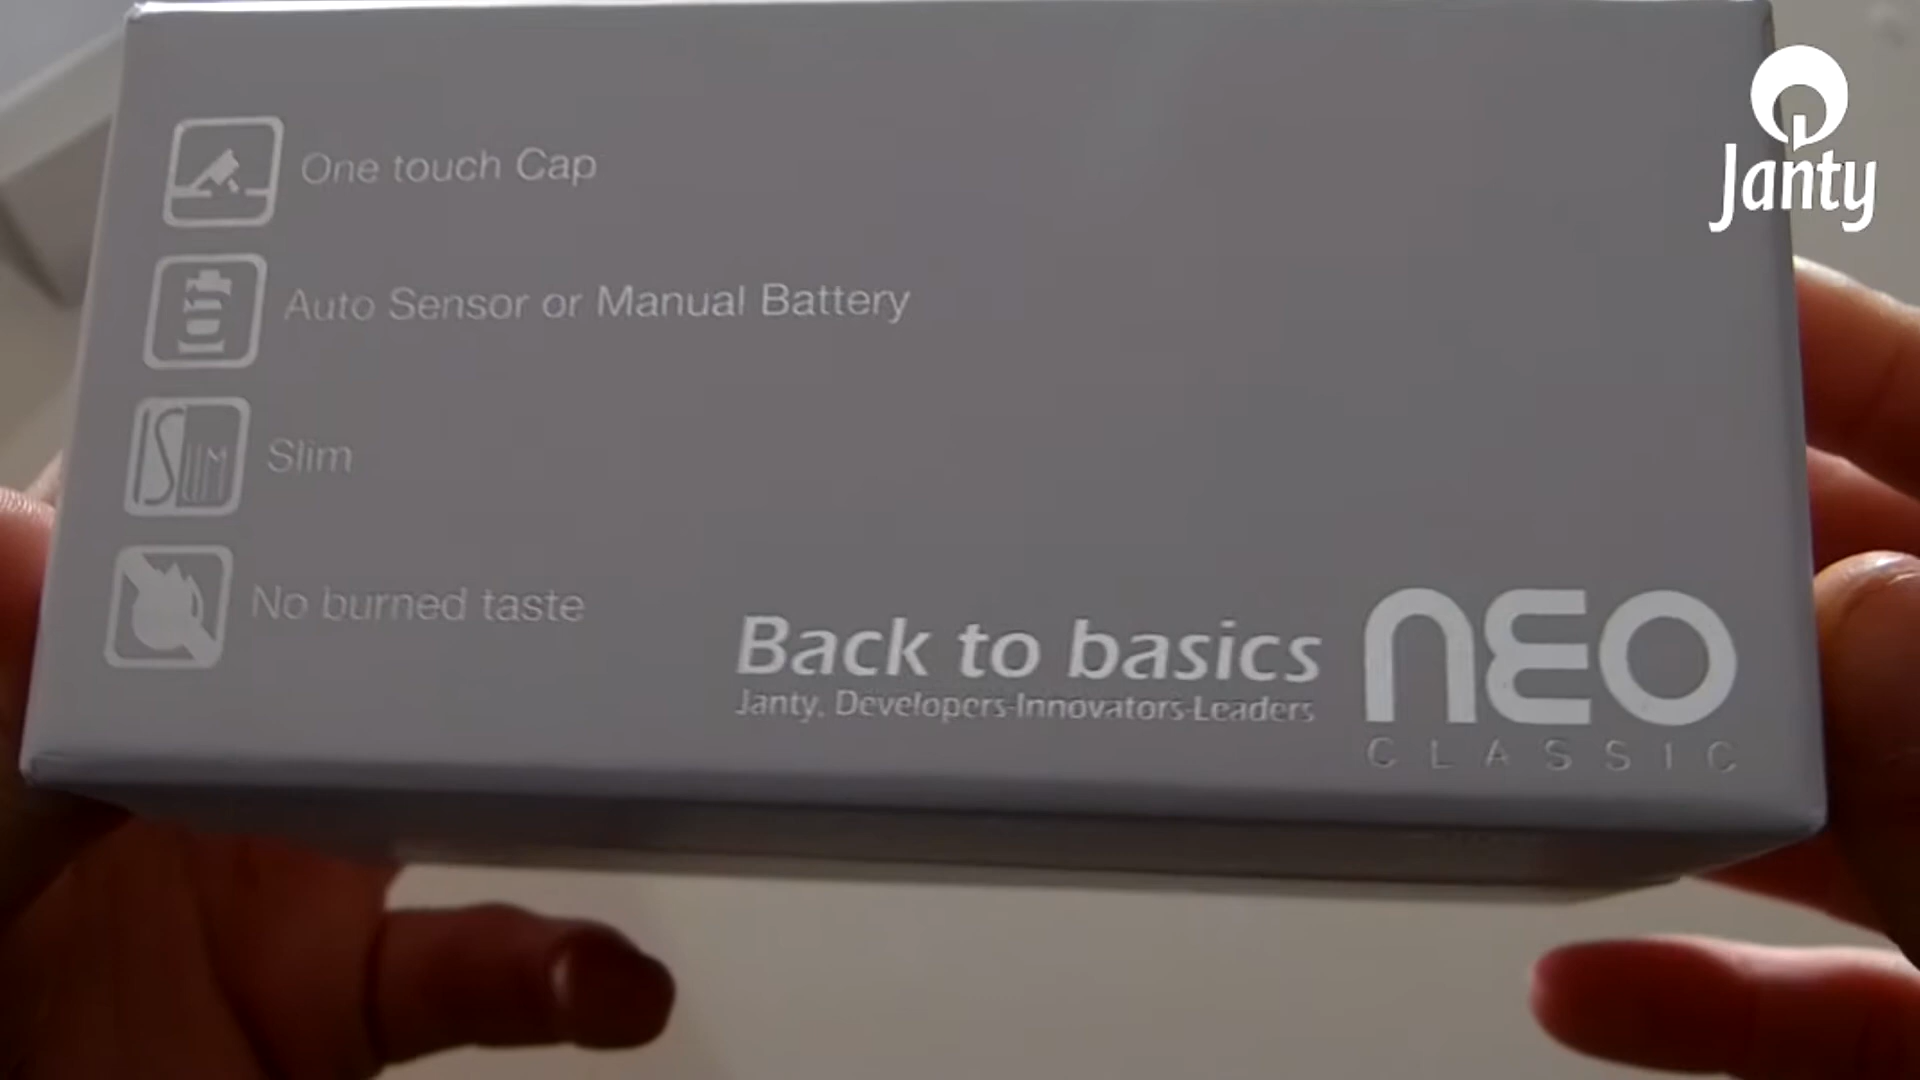 Janty
One touch Cap
Auto Sensor or Manual Battery
SLIM
Slim
No burned taste
Back to basics
Janty. Developers-Innovators-Leaders
neo
CLASSIC